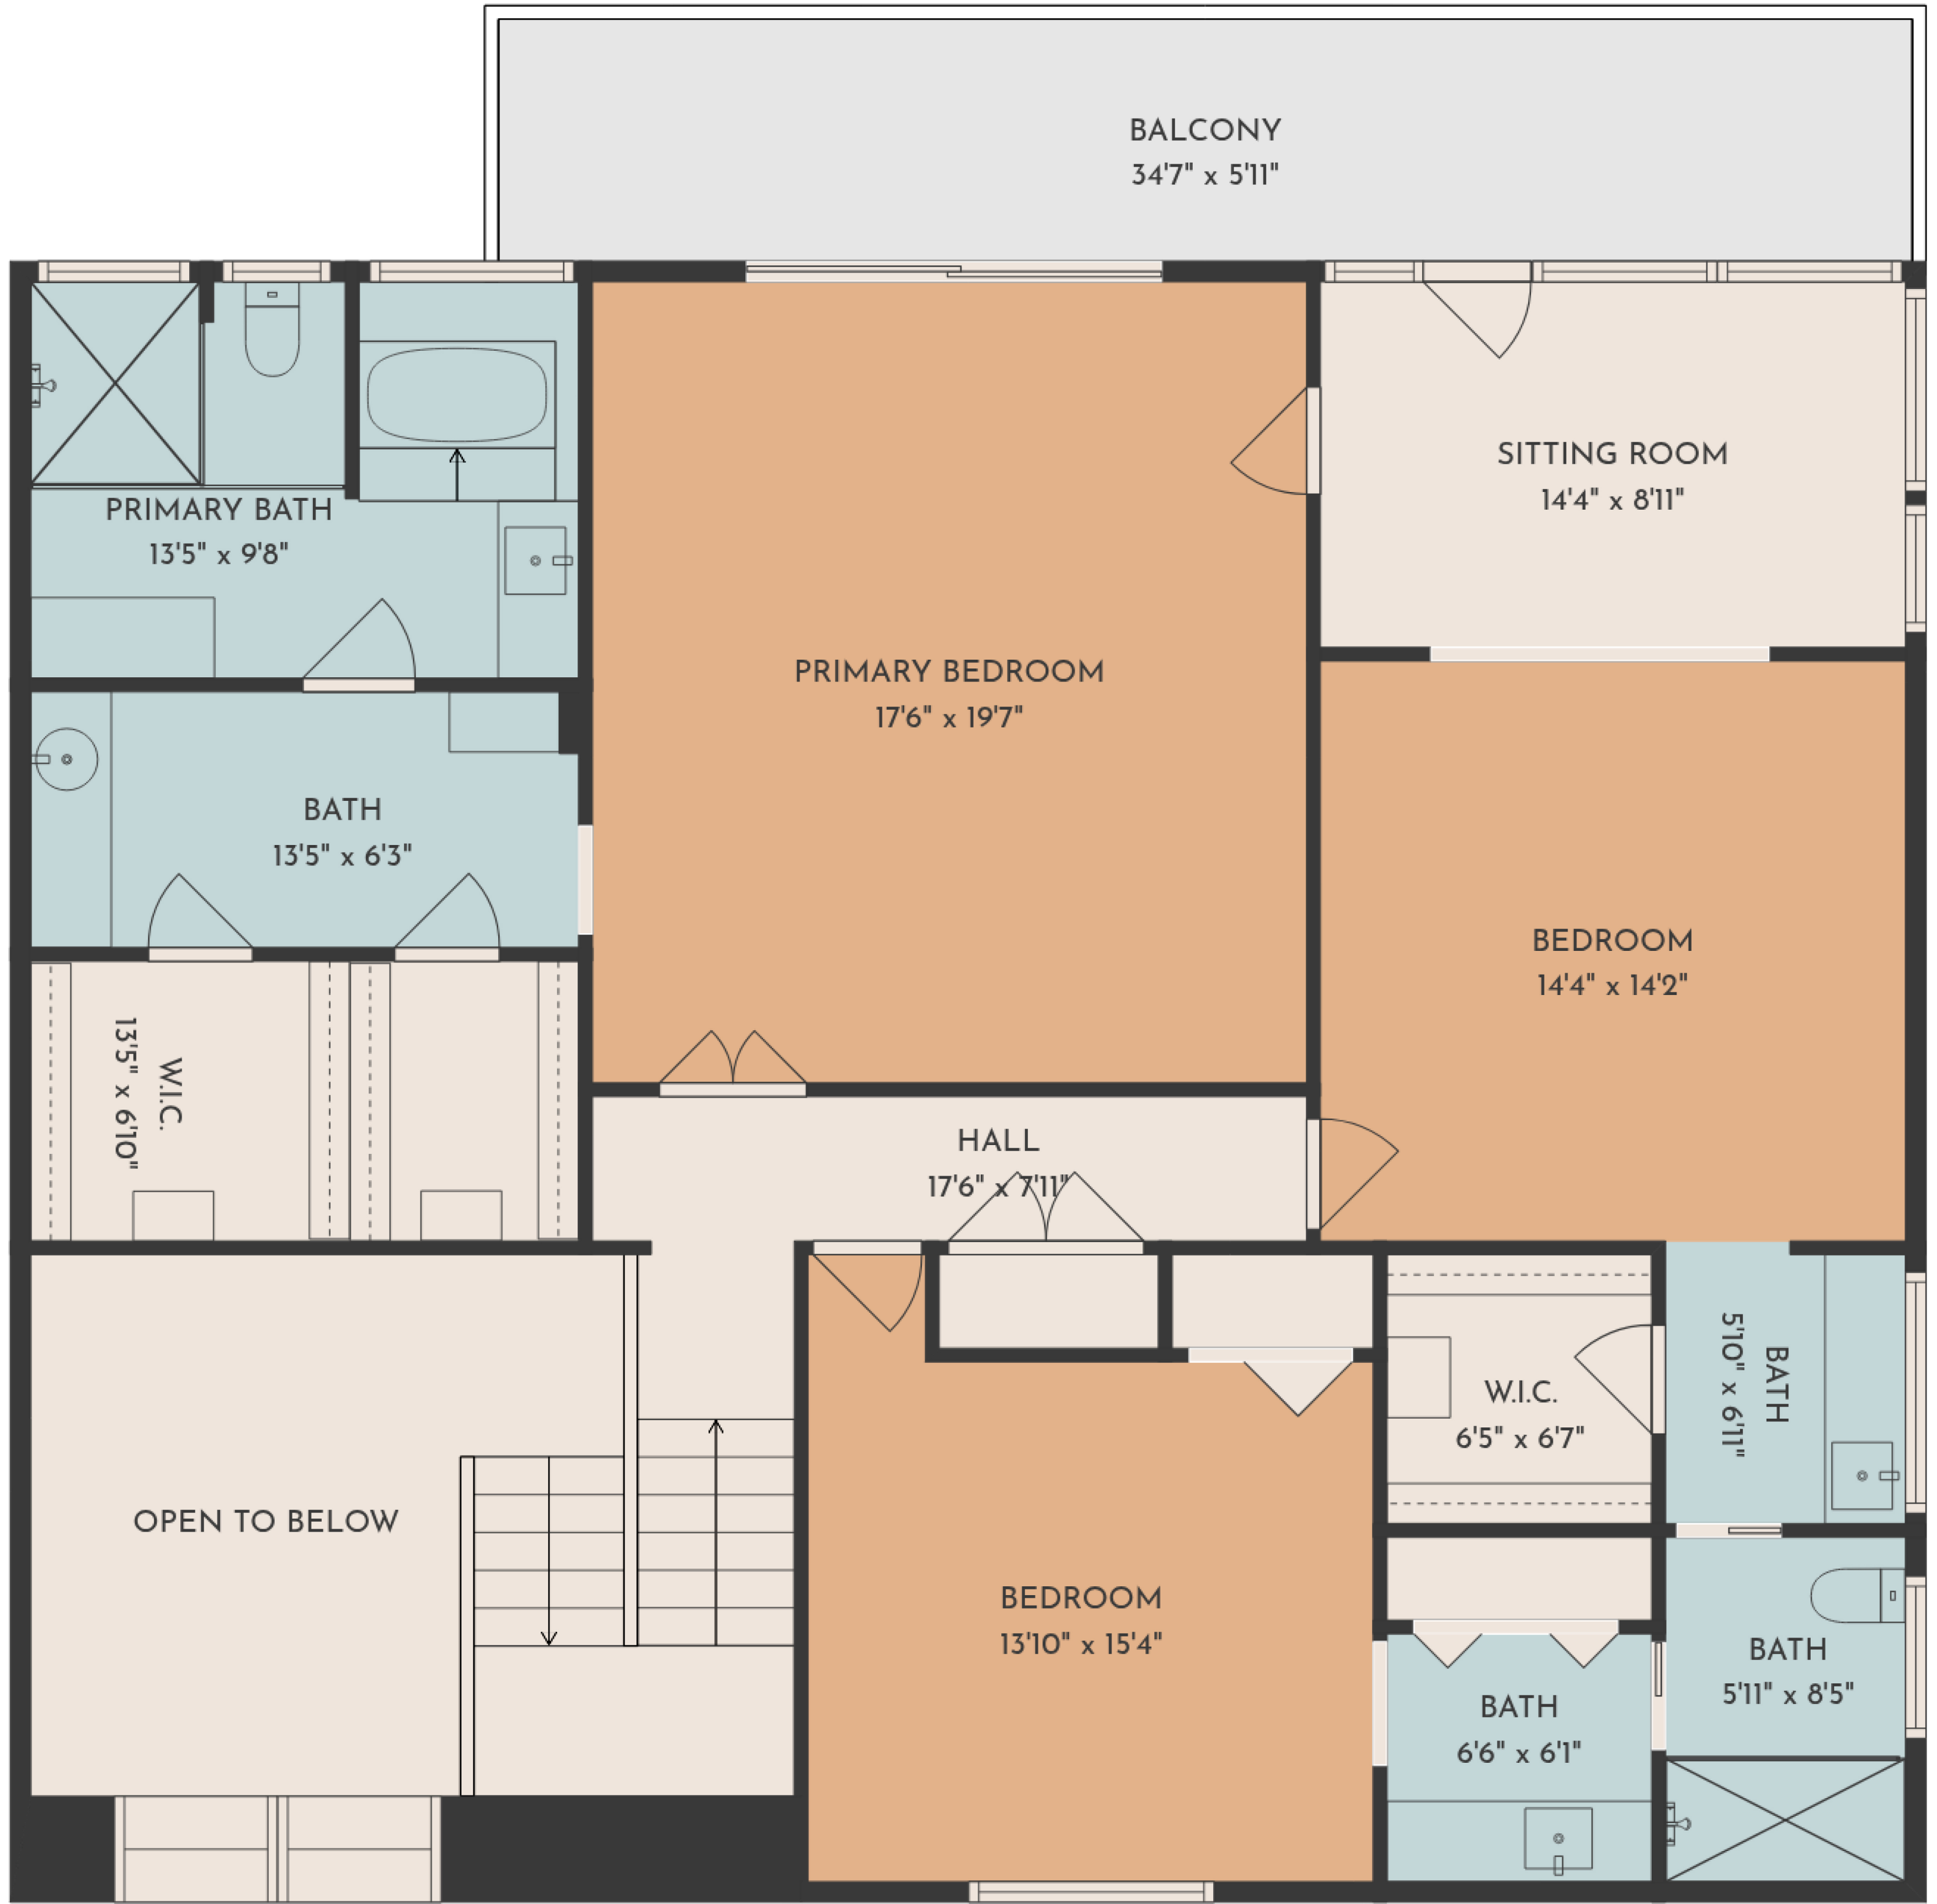 BALCONY
34'7" x 5'11"
SITTING ROOM
14'4" x 8'11"
PRIMARY BATH
13'5" x 9'8"
PRIMARY BEDROOM
17'6" x 19'7"
BATH
13'5" x 6'3"
BEDROOM
14'4" x 14'2"
W.I.C.
13'5" x 6'10"
HALL
17'6" x 7'11"
BATH
5'10" x 6'11"
W.I.C.
6'5" x 6'7"
OPEN TO BELOW
BEDROOM
13'10" x 15'4"
BATH
5'11" x 8'5"
BATH
6'6" x 6'1"